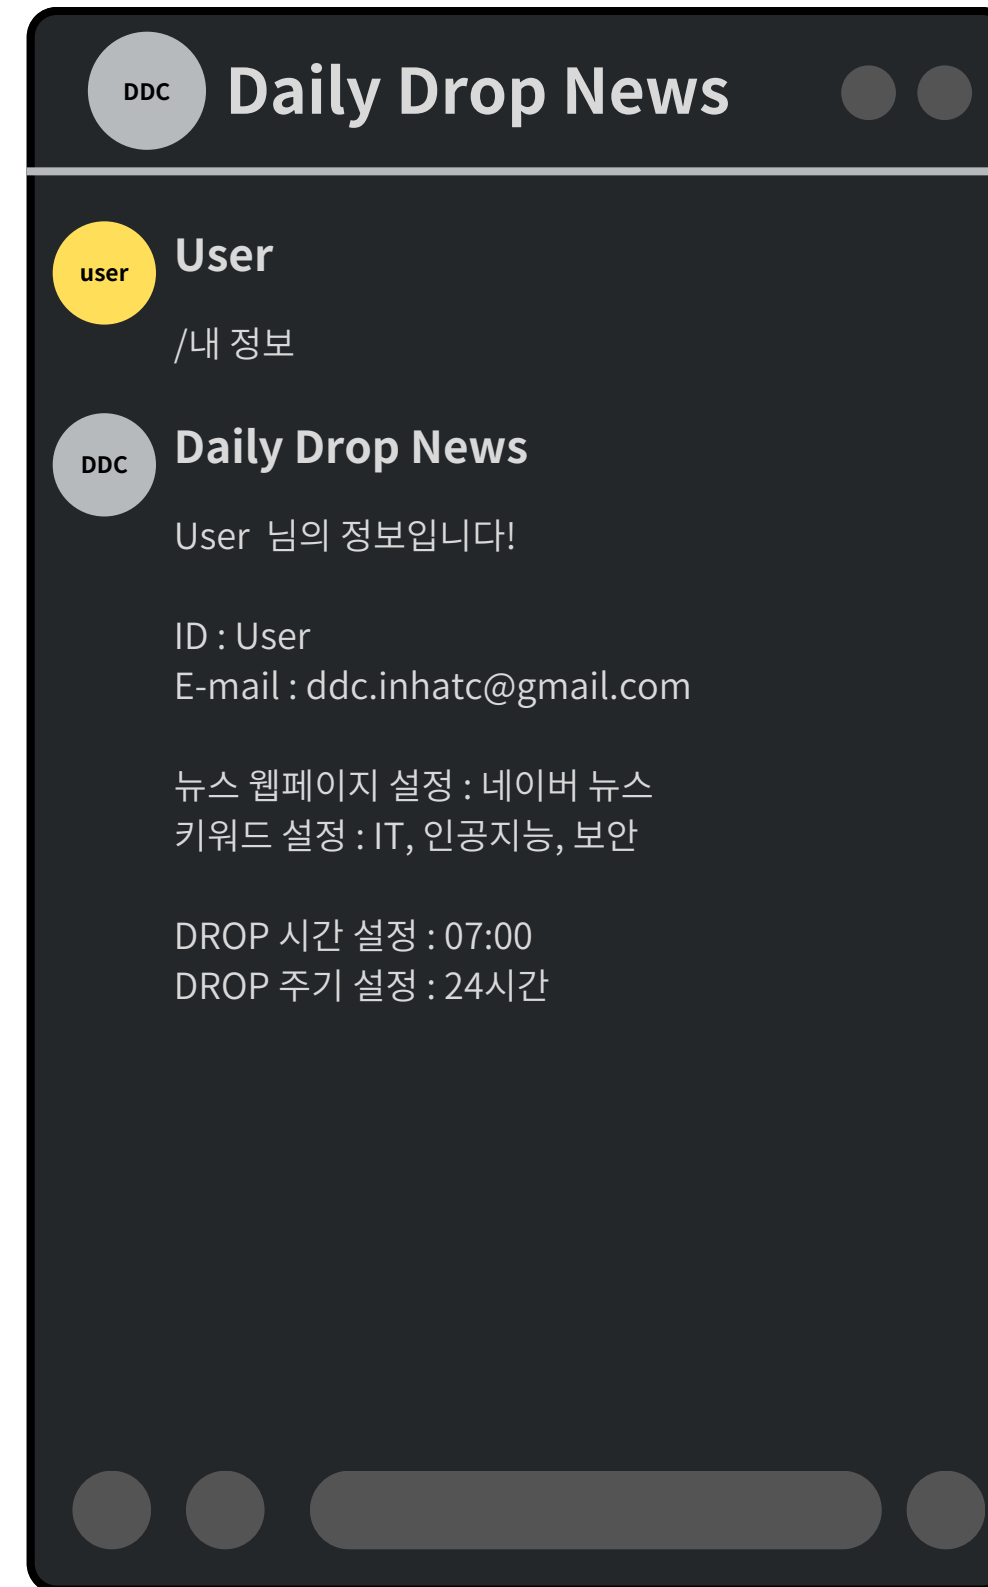 DDC
Daily Drop News
user
User
/내 정보
DDC
Daily Drop News
User 님의 정보입니다!
ID : User
E-mail : ddc.inhatc@gmail.com
뉴스 웹페이지 설정 : 네이버 뉴스
키워드 설정 : IT, 인공지능, 보안
DROP 시간 설정 : 07:00
DROP 주기 설정 : 24시간